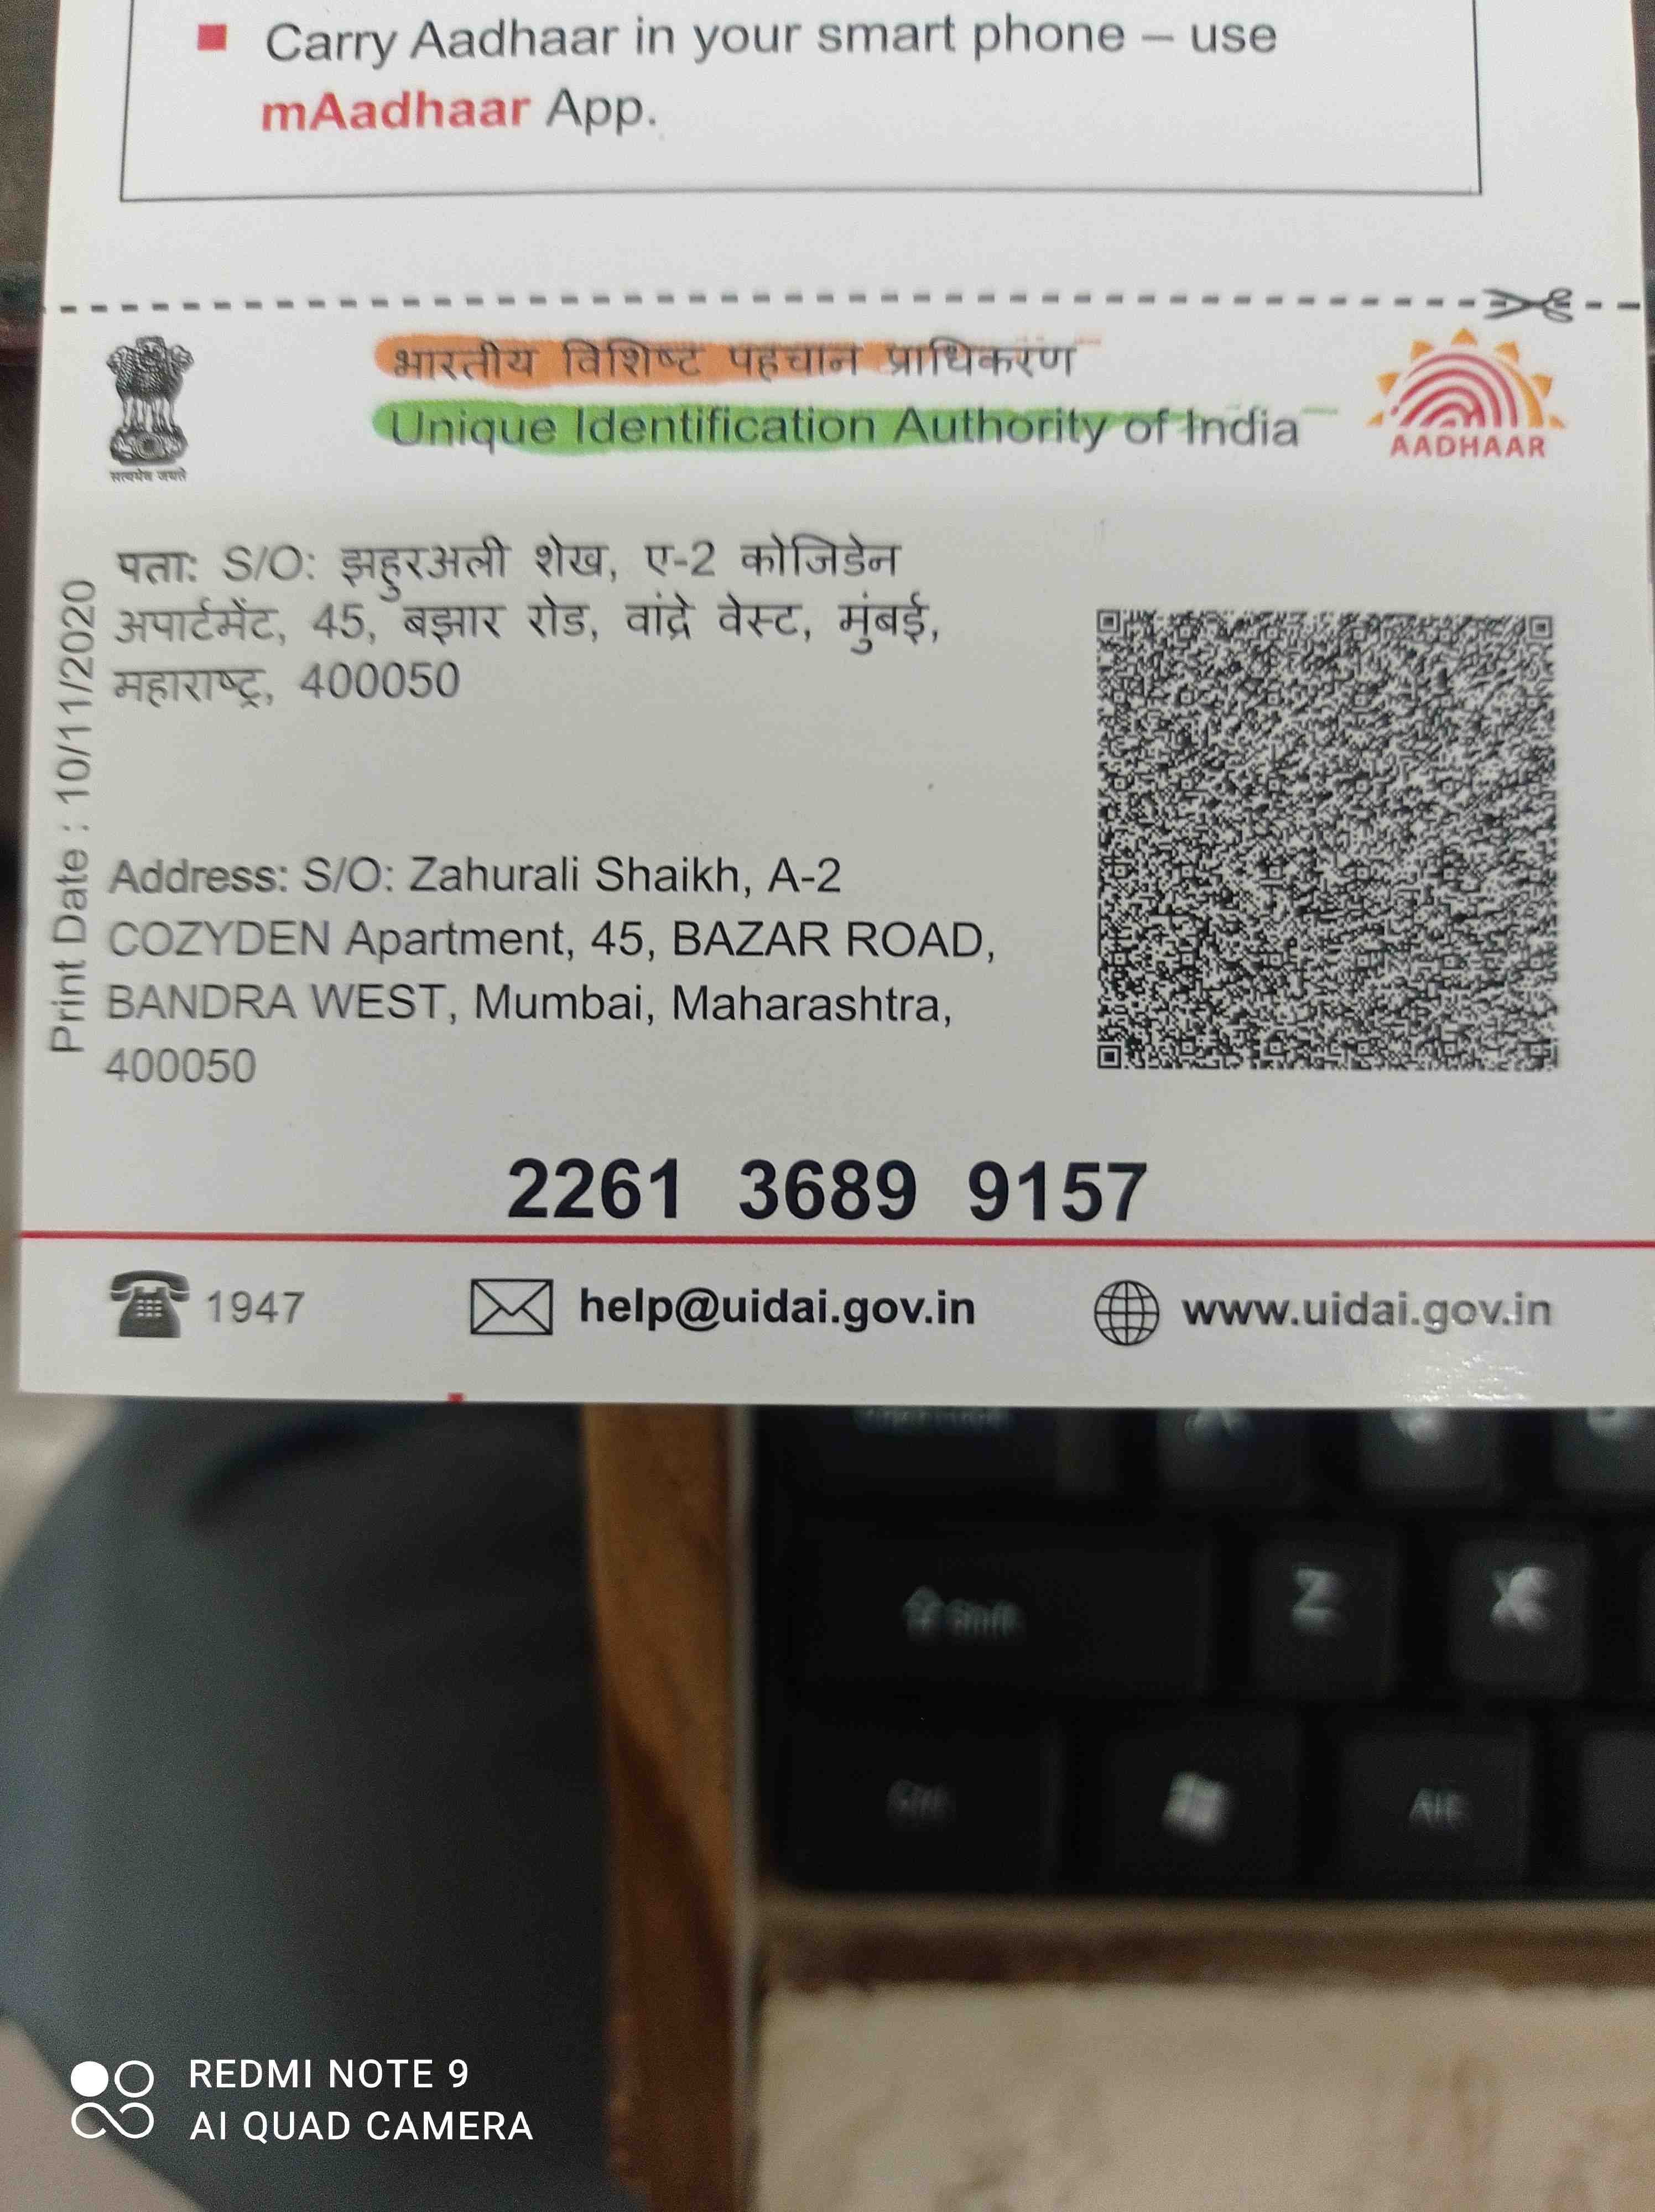 Carry Aadhaar in your smart phone – use
mAadhaar App.
भारतीय विशिष्ट पहचान प्राधिकरण
Unique Identification Authority of India
सत्यमेव जयते
AADHAAR
Print Date : 10/11/2020
पता: S/O: झहुरअली शेख, ए-2 कोजिडेन
अपार्टमेंट, 45, बझार रोड, वांद्रे वेस्ट, मुंबई,
महाराष्ट्र, 400050
Address: S/O: Zahurali Shaikh, A-2
COZYDEN Apartment, 45, BAZAR ROAD,
BANDRA WEST, Mumbai, Maharashtra,
400050
2261 3689 9157
1947
help@uidai.gov.in
www.uidai.gov.in
Shift
Z
X
Ctrl
Alt
REDMI NOTE 9
AI QUAD CAMERA